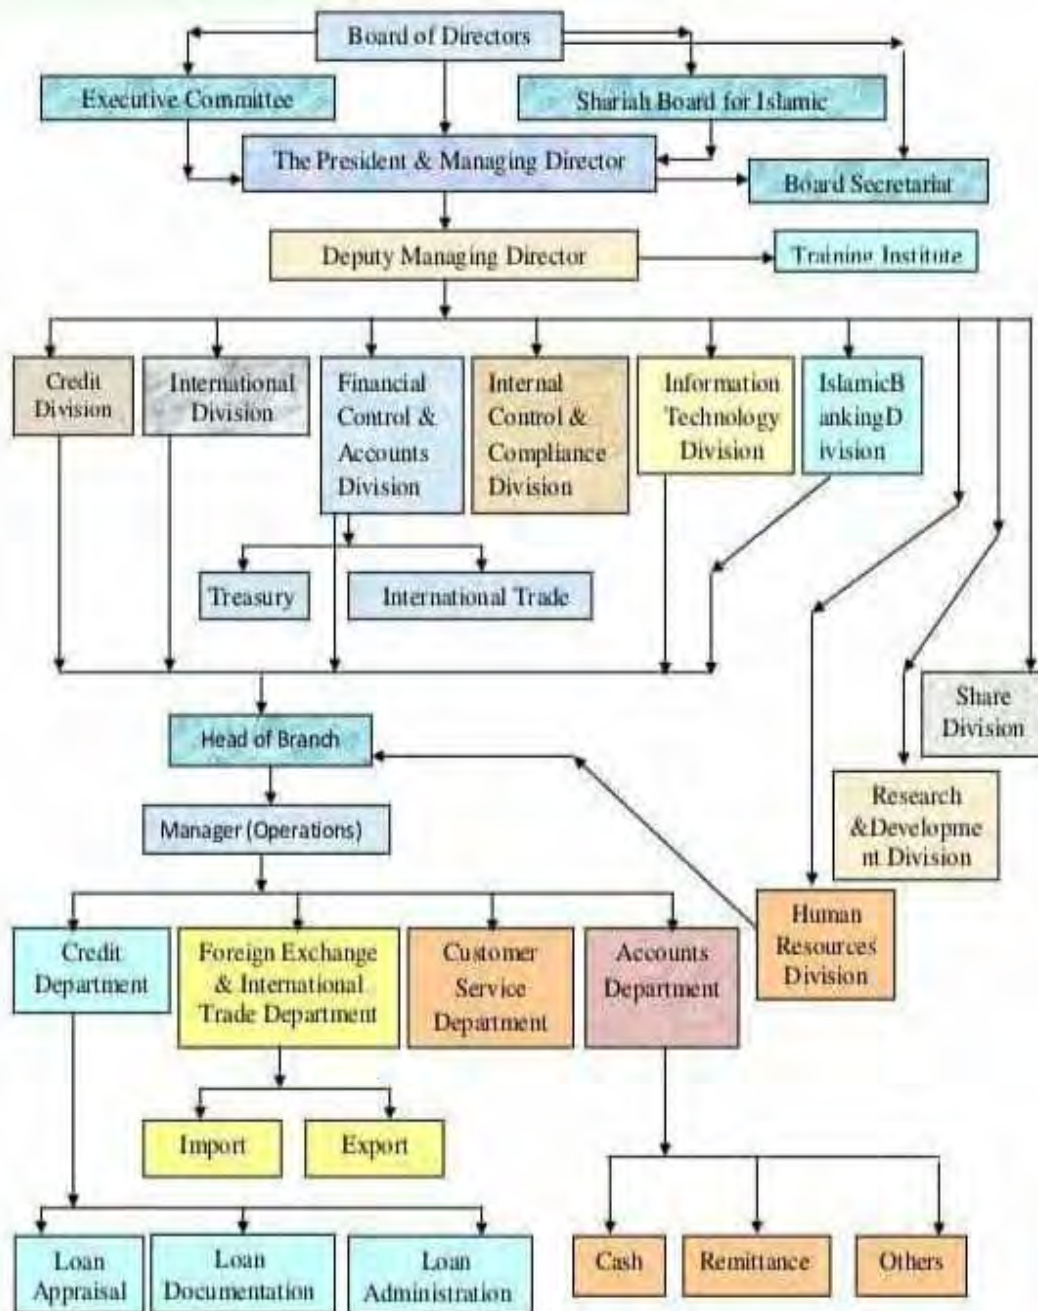 Board of Directors
Executive Committee
Shariah Board for Islamic
The President & Managing Director
Board Secretariat
Deputy Managing Director
Training Institute
Credit
Division
International
Division
Financial
Control &
Accounts
Division
Internal
Control &
Compliance
Division
Information
Technology
Division
IslamicB
ankingD
ivision
Treasury
International Trade
Share
Division
Head of Branch
Research
&Developme
nt Division
Manager (Operations)
Human
Resources
Division
Credit
Department
Foreign Exchange
& International
Trade Department
Customer
Service
Department
Accounts
Department
Import
Export
Loan
Appraisal
Loan
Documentation
Loan
Administration
Cash
Remittance
Others